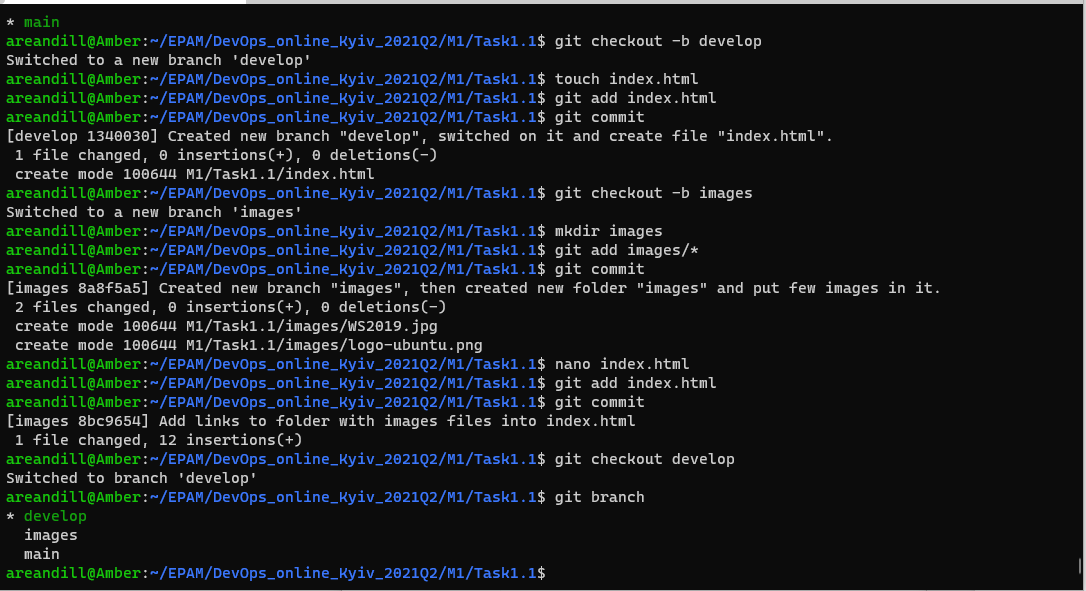 * main
areandill@Amber:~/EPAM/DevOps_online_Kyiv_2021Q2/M1/Task1.1$ git checkout -b develop
Switched to a new branch 'develop'
areandill@Amber:~/EPAM/DevOps_online_Kyiv_2021Q2/M1/Task1.1$ touch index.html
areandill@Amber:~/EPAM/DevOps_online_Kyiv_2021Q2/M1/Task1.1$ git add index.html
areandill@Amber:~/EPAM/DevOps_online_Kyiv_2021Q2/M1/Task1.1$ git commit
[develop 1340030] Created new branch "develop", switched on it and create file "index.html".
 1 file changed, 0 insertions(+), 0 deletions(-)
 create mode 100644 M1/Task1.1/index.html
areandill@Amber:~/EPAM/DevOps_online_Kyiv_2021Q2/M1/Task1.1$ git checkout -b images
Switched to a new branch 'images'
areandill@Amber:~/EPAM/DevOps_online_Kyiv_2021Q2/M1/Task1.1$ mkdir images
areandill@Amber:~/EPAM/DevOps_online_Kyiv_2021Q2/M1/Task1.1$ git add images/*
areandill@Amber:~/EPAM/DevOps_online_Kyiv_2021Q2/M1/Task1.1$ git commit
[images 8a8f5a5] Created new branch "images", then created new folder "images" and put few images in it.
 2 files changed, 0 insertions(+), 0 deletions(-)
 create mode 100644 M1/Task1.1/images/WS2019.jpg
 create mode 100644 M1/Task1.1/images/logo-ubuntu.png
areandill@Amber:~/EPAM/DevOps_online_Kyiv_2021Q2/M1/Task1.1$ nano index.html
areandill@Amber:~/EPAM/DevOps_online_Kyiv_2021Q2/M1/Task1.1$ git add index.html
areandill@Amber:~/EPAM/DevOps_online_Kyiv_2021Q2/M1/Task1.1$ git commit
[images 8bc9654] Add links to folder with images files into index.html
 1 file changed, 12 insertions(+)
areandill@Amber:~/EPAM/DevOps_online_Kyiv_2021Q2/M1/Task1.1$ git checkout develop
Switched to branch 'develop'
areandill@Amber:~/EPAM/DevOps_online_Kyiv_2021Q2/M1/Task1.1$ git branch
* develop
  images
  main
areandill@Amber:~/EPAM/DevOps_online_Kyiv_2021Q2/M1/Task1.1$